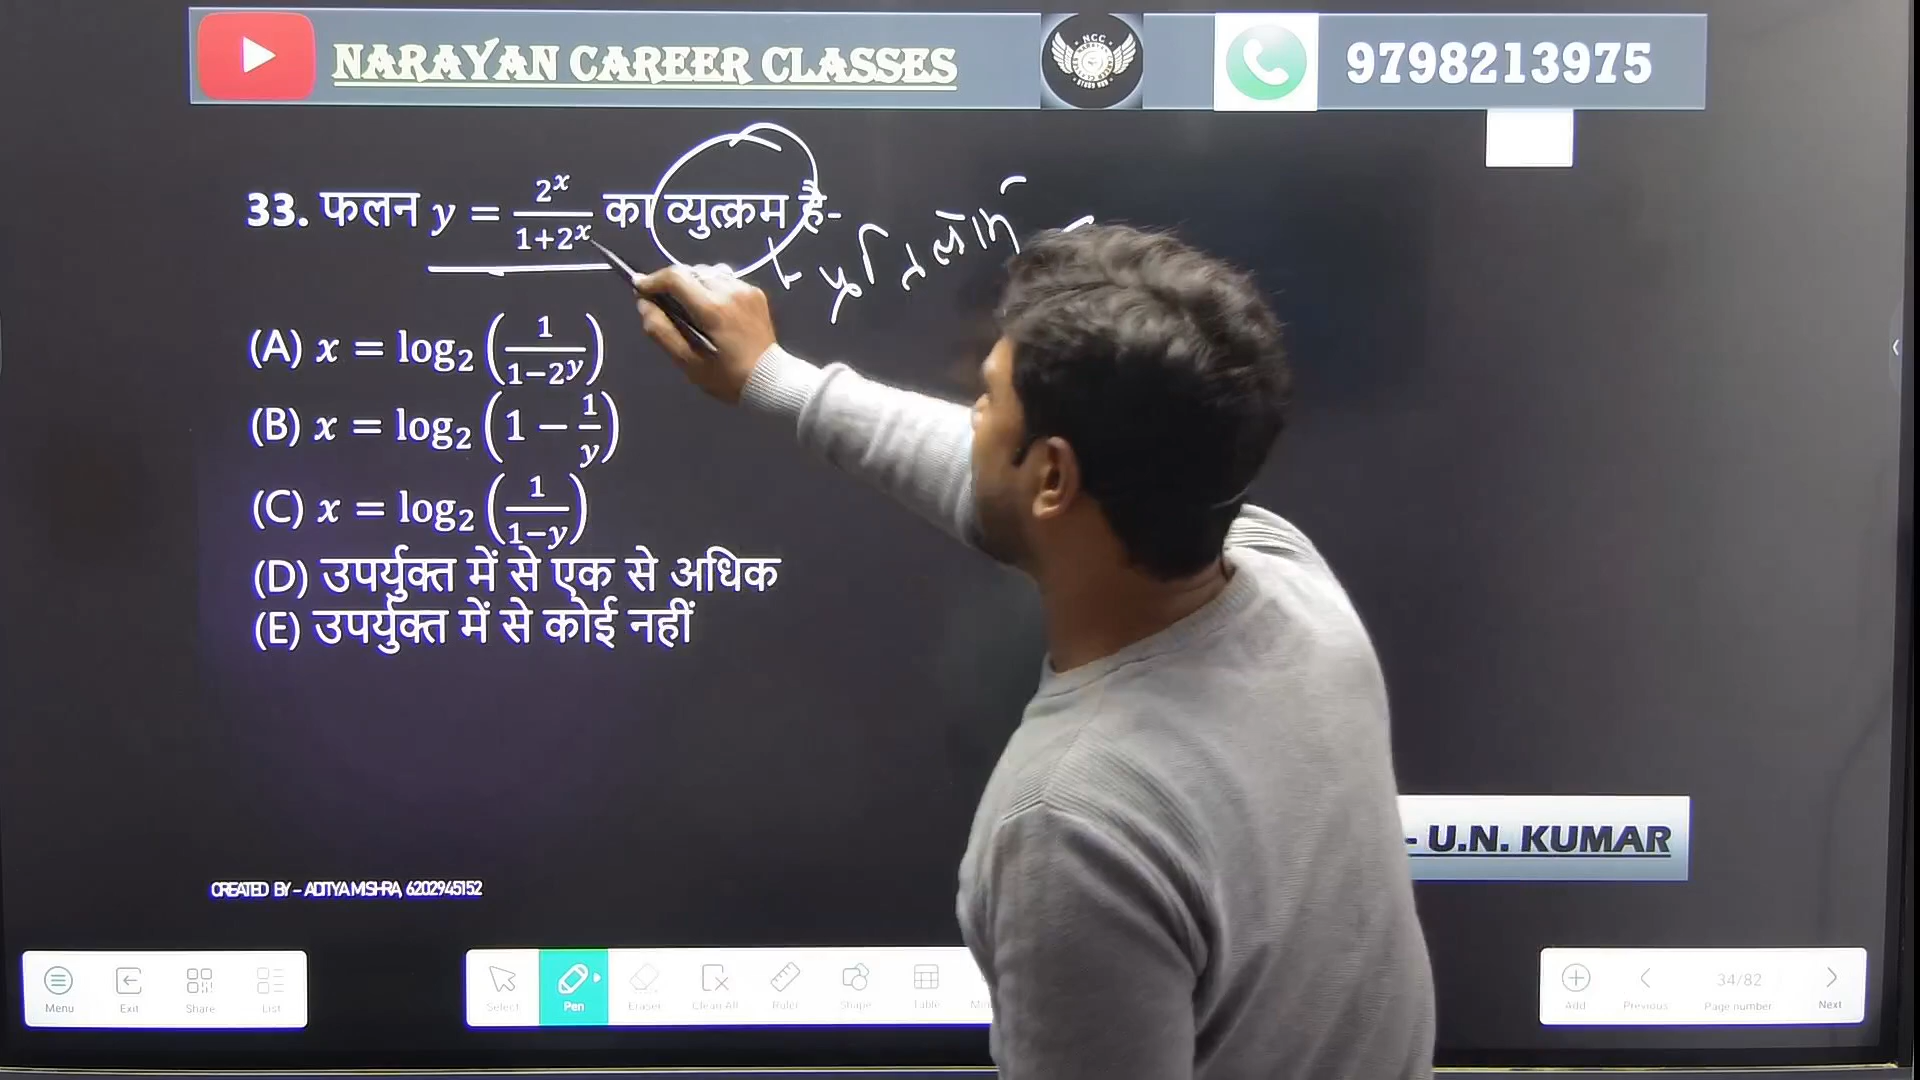 NARAYAN CAREER CLASSES
NCC
9798213975
33. फलन y = 2^x / (1+2^x) का व्युत्क्रम है-
(A) x = log₂ (1/(1−2^y))
(B) x = log₂ (1 − 1/y)
(C) x = log₂ (1/(1−y))
(D) उपर्युक्त में से एक से अधिक
(E) उपर्युक्त में से कोई नहीं
- U.N. KUMAR
CREATED BY – ADITYA MISHRA, 6202945152
Menu Exit Share List
Select Pen Eraser Clean All Ruler Shape Table
Add Previous 34/82 Page number Next